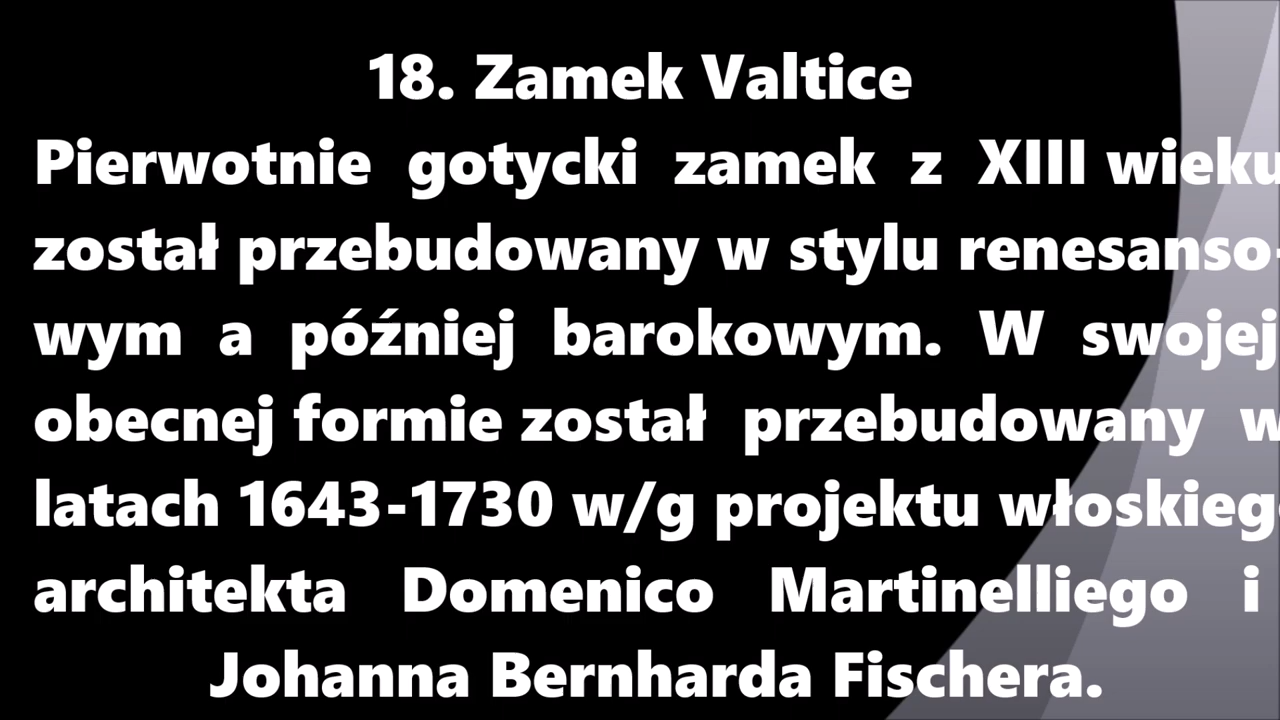 18. Zamek Valtice
Pierwotnie gotycki zamek z XIII wieku
został przebudowany w stylu renesanso-
wym a później barokowym. W swojej
obecnej formie został przebudowany w
latach 1643-1730 w/g projektu włoskiego
architekta Domenico Martinelliego i
Johanna Bernharda Fischera.